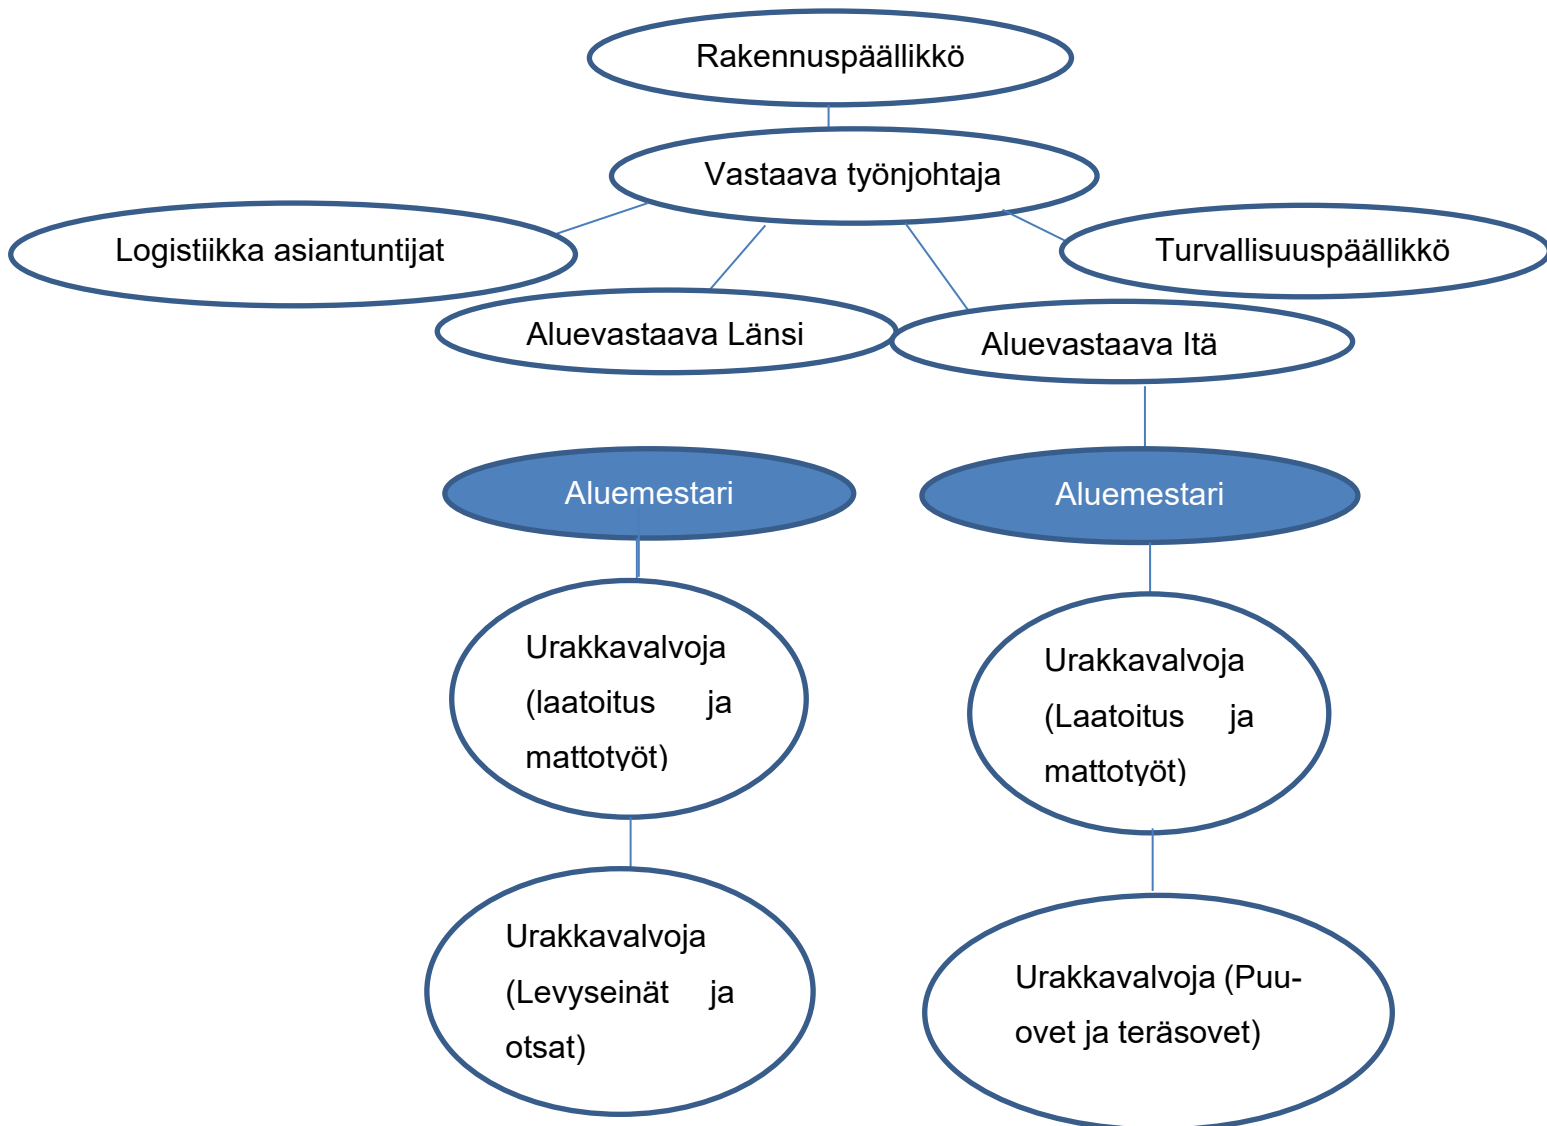 Rakennuspäällikkö
Vastaava työnjohtaja
Logistiikka asiantuntijat
Turvallisuuspäällikkö
Aluevastaava Länsi
Aluevastaava Itä
Aluemestari
Aluemestari
Urakkavalvoja
(laatoitus ja
mattotyöt)
Urakkavalvoja
(Laatoitus ja
mattotyöt)
Urakkavalvoja
(Levyseinät ja
otsat)
Urakkavalvoja (Puu-
ovet ja teräsovet)